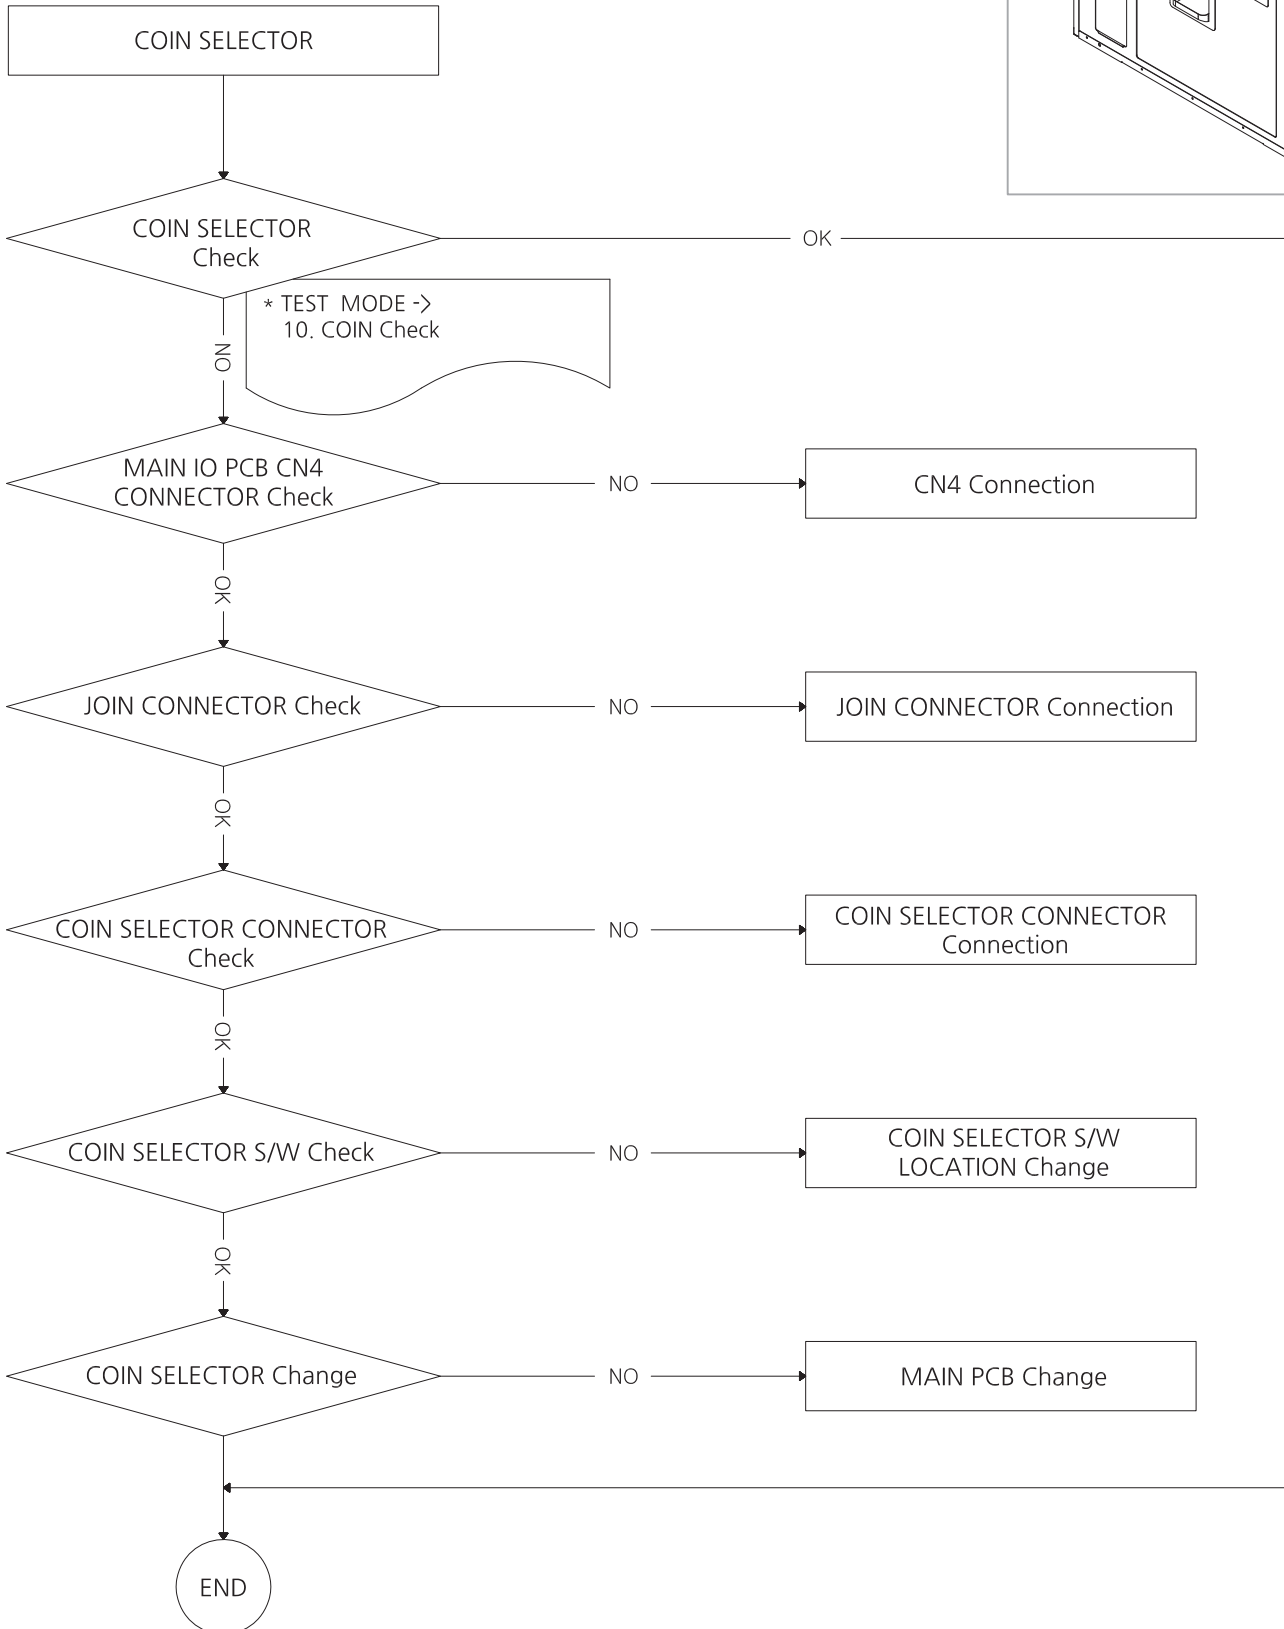 COIN SELECTOR
COIN SELECTOR
Check
OK
* TEST MODE ->
10. COIN Check
NO
MAIN IO PCB CN4
CONNECTOR Check
NO
CN4 Connection
OK
JOIN CONNECTOR Check
NO
JOIN CONNECTOR Connection
OK
COIN SELECTOR CONNECTOR
Check
NO
COIN SELECTOR CONNECTOR
Connection
OK
COIN SELECTOR S/W Check
NO
COIN SELECTOR S/W
LOCATION Change
OK
COIN SELECTOR Change
NO
MAIN PCB Change
END